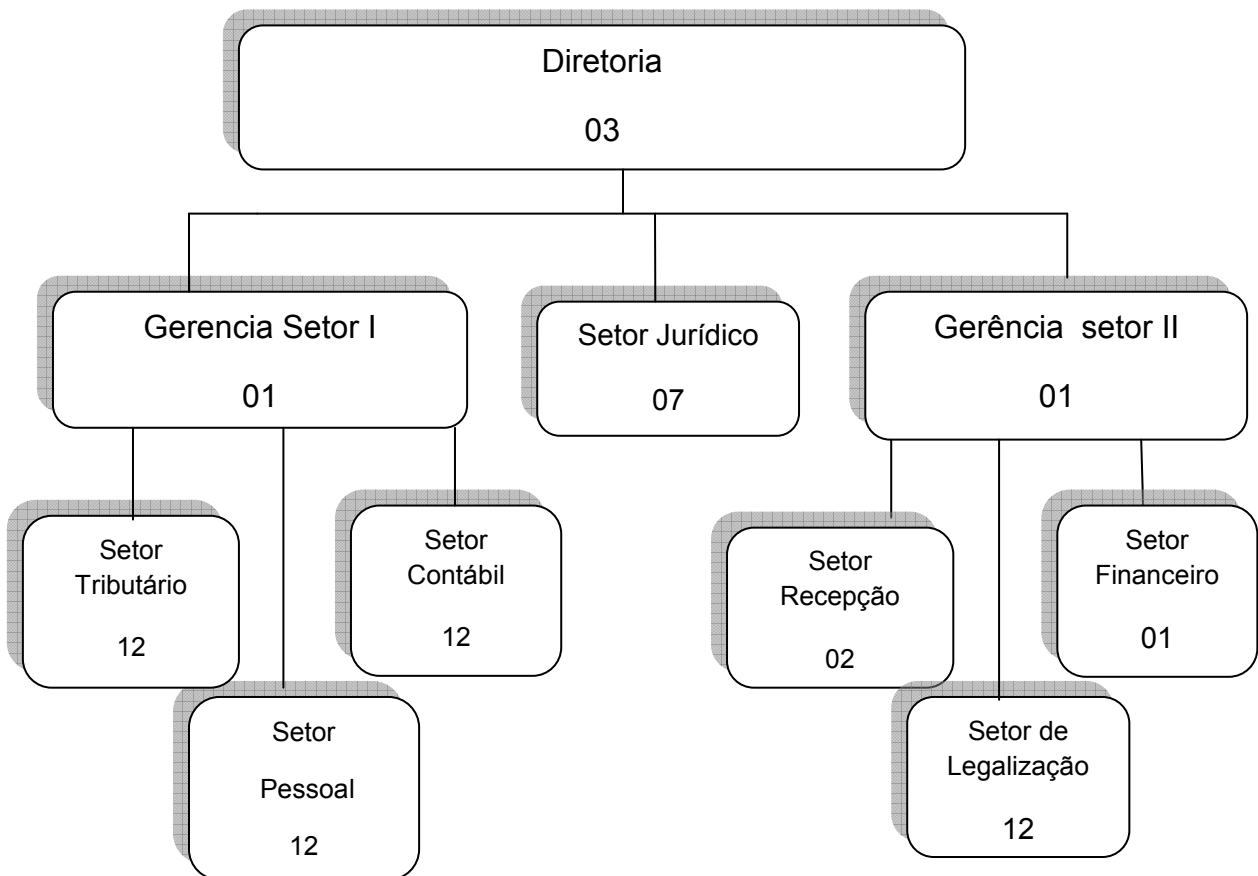 Diretoria
03
Gerencia Setor I
01
Setor Jurídico
07
Gerência setor II
01
Setor
Tributário
12
Setor
Contábil
12
Setor
Pessoal
12
Setor
Recepção
02
Setor
Financeiro
01
Setor de
Legalização
12